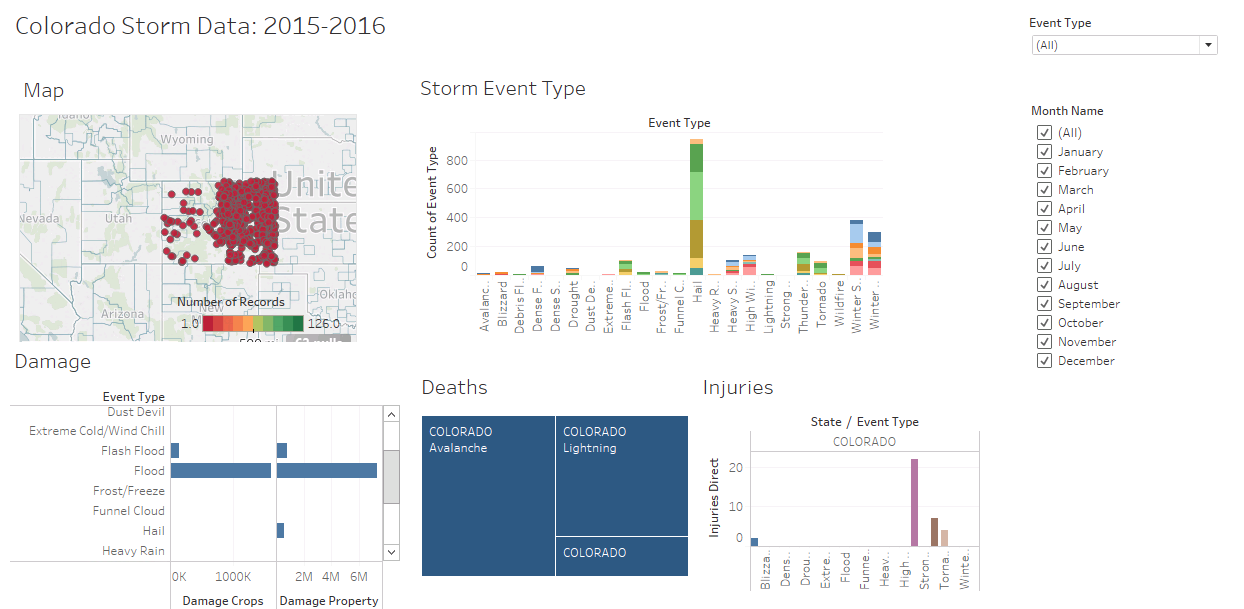 Colorado Storm Data: 2015-2016
Event Type
(All)
Map
Wyoming
Unite
State
Nevada
Utah
Arizona
New
Oklaho
Number of Records
1.0
126.0
Storm Event Type
Event Type
Count of Event Type
800
600
400
200
0
Avalanc..
Blizzard
Debris Fl..
Dense F..
Dense S..
Drought
Dust De..
Extreme..
Flash Fl..
Flood
Frost/Fr..
Funnel C..
Hail
Heavy R..
Heavy S..
High Wi..
Lightning
Strong ..
Thunder..
Tornado
Wildfire
Winter S..
Winter ..
Month Name
(All)
January
February
March
April
May
June
July
August
September
October
November
December
Damage
Event Type
Dust Devil
Extreme Cold/Wind Chill
Flash Flood
Flood
Frost/Freeze
Funnel Cloud
Hail
Heavy Rain
0K
1000K
2M
4M
6M
Damage Crops
Damage Property
Deaths
COLORADO
Avalanche
COLORADO
Lightning
COLORADO
Injuries
State / Event Type
COLORADO
Injuries Direct
20
10
0
Blizza..
Dens..
Drou..
Extre..
Flood
Funne..
Heav..
High ..
Stron..
Torna..
Winte..